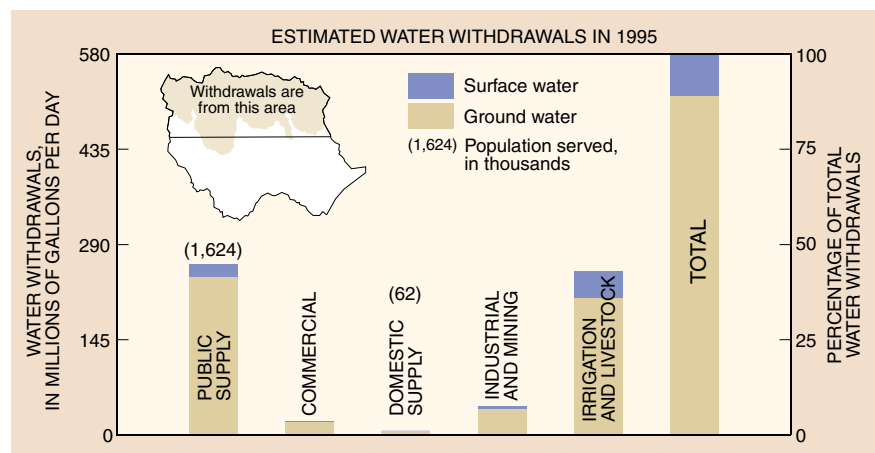 ESTIMATED WATER WITHDRAWALS IN 1995
WATER WITHDRAWALS,
IN MILLIONS OF GALLONS PER DAY
580
435
290
145
0
Withdrawals are
from this area
Surface water
Ground water
(1,624) Population served,
in thousands
(1,624)
PUBLIC
SUPPLY
COMMERCIAL
(62)
DOMESTIC
SUPPLY
INDUSTRIAL
AND MINING
IRRIGATION
AND LIVESTOCK
TOTAL
100
75
50
25
0
PERCENTAGE OF TOTAL
WATER WITHDRAWALS